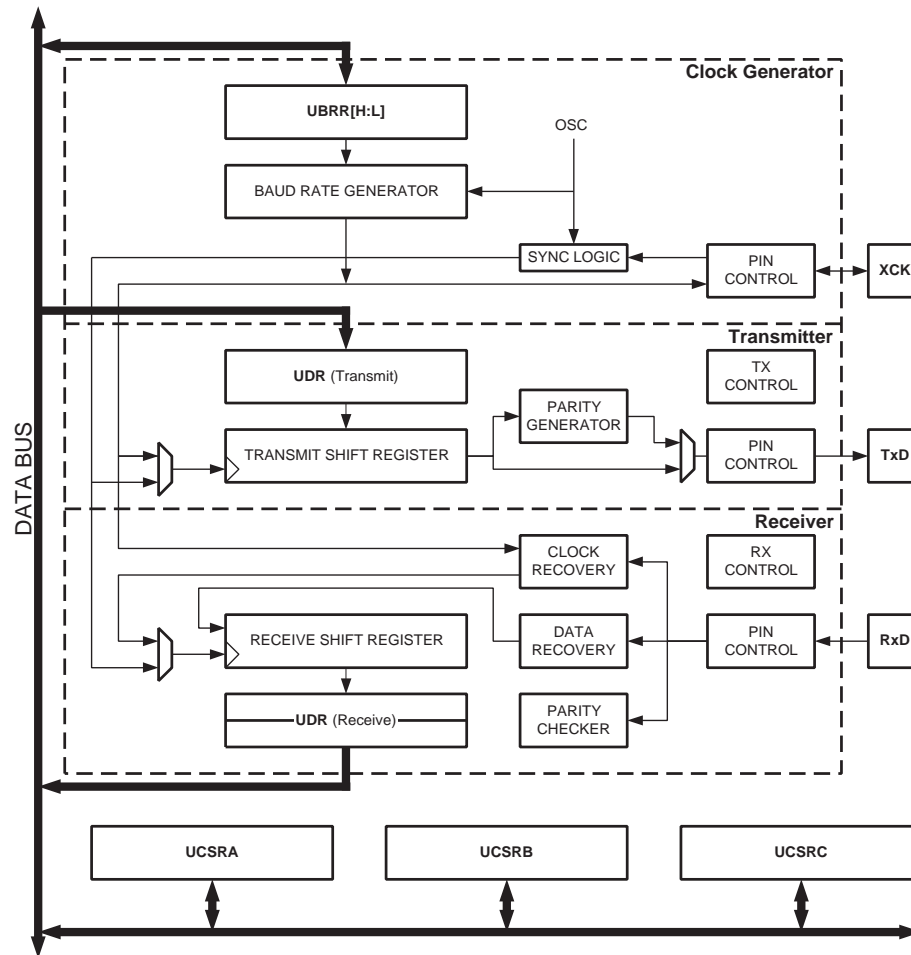 Clock Generator
UBRR[H:L]
OSC
BAUD RATE GENERATOR
SYNC LOGIC
PIN
CONTROL
XCK
Transmitter
UDR (Transmit)
TX
CONTROL
PARITY
GENERATOR
TRANSMIT SHIFT REGISTER
PIN
CONTROL
TxD
DATA BUS
Receiver
CLOCK
RECOVERY
RX
CONTROL
RECEIVE SHIFT REGISTER
DATA
RECOVERY
PIN
CONTROL
RxD
UDR (Receive)
PARITY
CHECKER
UCSRA
UCSRB
UCSRC